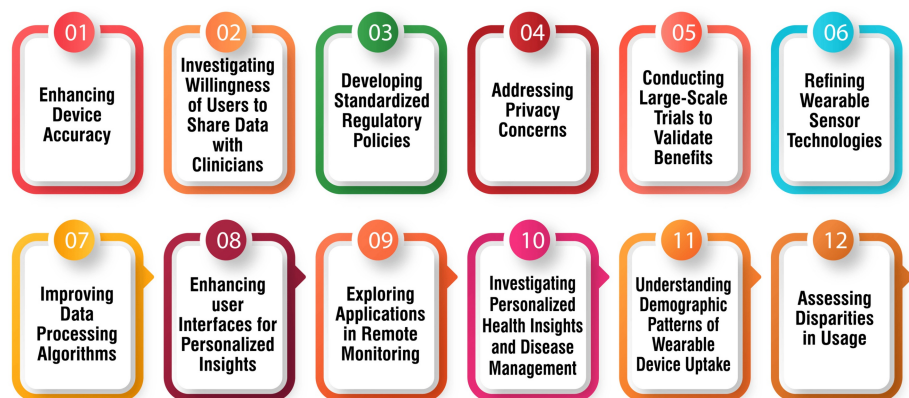 01
Enhancing
Device
Accuracy
02
Investigating
Willingness
of Users to
Share Data
with
Clinicians
03
Developing
Standardized
Regulatory
Policies
04
Addressing
Privacy
Concerns
05
Conducting
Large-Scale
Trials to
Validate
Benefits
06
Refining
Wearable
Sensor
Technologies
07
Improving
Data
Processing
Algorithms
08
Enhancing
user
Interfaces for
Personalized
Insights
09
Exploring
Applications
in Remote
Monitoring
10
Investigating
Personalized
Health Insights
and Disease
Management
11
Understanding
Demographic
Patterns of
Wearable
Device Uptake
12
Assessing
Disparities
in Usage